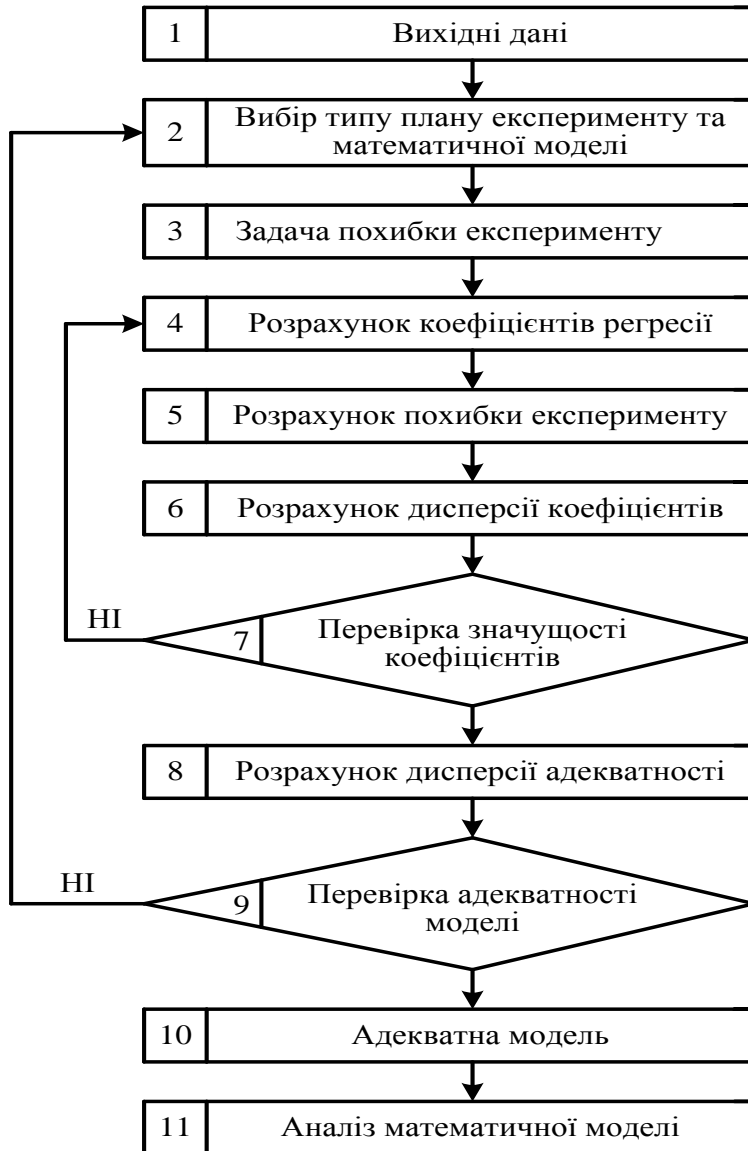 1 Вихідні дані
2 Вибір типу плану експерименту та
математичної моделі
3 Задача похибки експерименту
4 Розрахунок коефіцієнтів регресії
5 Розрахунок похибки експерименту
6 Розрахунок дисперсії коефіцієнтів
НІ
7 Перевірка значущості
коефіцієнтів
8 Розрахунок дисперсії адекватності
НІ
9 Перевірка адекватності
моделі
10 Адекватна модель
11 Аналіз математичної моделі